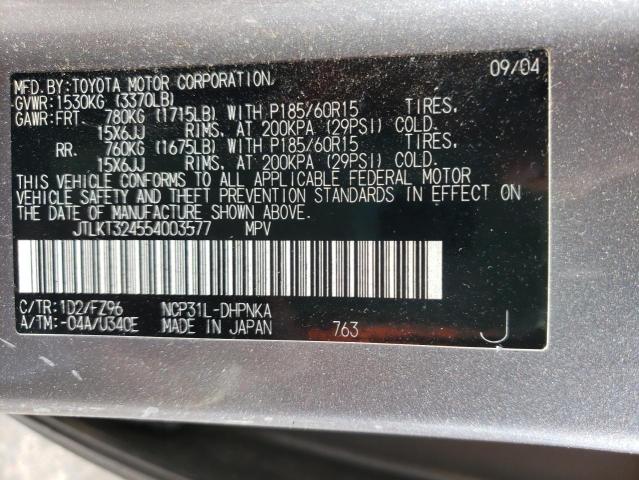 MFD.BY:TOYOTA MOTOR CORPORATION 09/04
GVWR:1530KG (3370LB)
GAWR:FRT. 780KG (1715LB) WITH P185/60R15 TIRES,
15X6JJ RIMS, AT 200KPA (29PSI) COLD.
RR. 760KG (1675LB) WITH P185/60R15 TIRES,
15X6JJ RIMS, AT 200KPA (29PSI) COLD.
THIS VEHICLE CONFORMS TO ALL APPLICABLE FEDERAL MOTOR
VEHICLE SAFETY AND THEFT PREVENTION STANDARDS IN EFFECT ON
THE DATE OF MANUFACTURE SHOWN ABOVE.
JTLKT324554003577 MPV
C/TR:1D2/FZ96 NCP31L-DHPNKA
A/TM:-04A/U340E MADE IN JAPAN 763 J